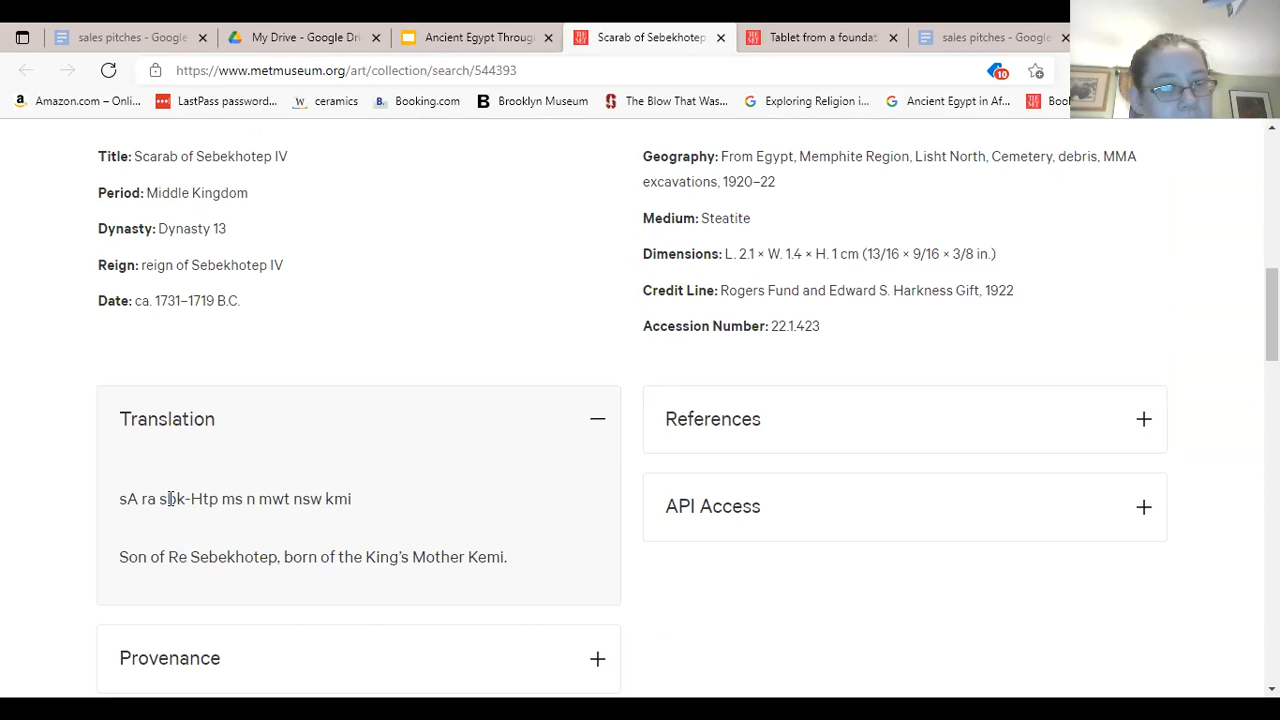 sales pitches - Google
My Drive - Google Dri
Ancient Egypt Throug
Scarab of Sebekhotep
Tablet from a founda
sales pitches - Google
https://www.metmuseum.org/art/collection/search/544393
10
Amazon.com – Onli...
LastPass password...
ceramics
Booking.com
Brooklyn Museum
The Blow That Was...
Exploring Religion i...
Ancient Egypt in Af...
Title: Scarab of Sebekhotep IV
Period: Middle Kingdom
Dynasty: Dynasty 13
Reign: reign of Sebekhotep IV
Date: ca. 1731–1719 B.C.
Geography: From Egypt, Memphite Region, Lisht North, Cemetery, debris, MMA
excavations, 1920–22
Medium: Steatite
Dimensions: L. 2.1 × W. 1.4 × H. 1 cm (13/16 × 9/16 × 3/8 in.)
Credit Line: Rogers Fund and Edward S. Harkness Gift, 1922
Accession Number: 22.1.423
Translation
sA ra sbk-Htp ms n mwt nsw kmi
Son of Re Sebekhotep, born of the King’s Mother Kemi.
References
API Access
Provenance